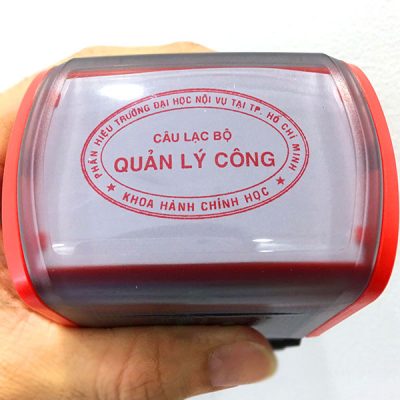 PHÂN HIỆU TRƯỜNG ĐẠI HỌC NỘI VỤ TẠI TP. HỒ CHÍ MINH
CÂU LẠC BỘ
QUẢN LÝ CÔNG
★ KHOA HÀNH CHÍNH HỌC ★